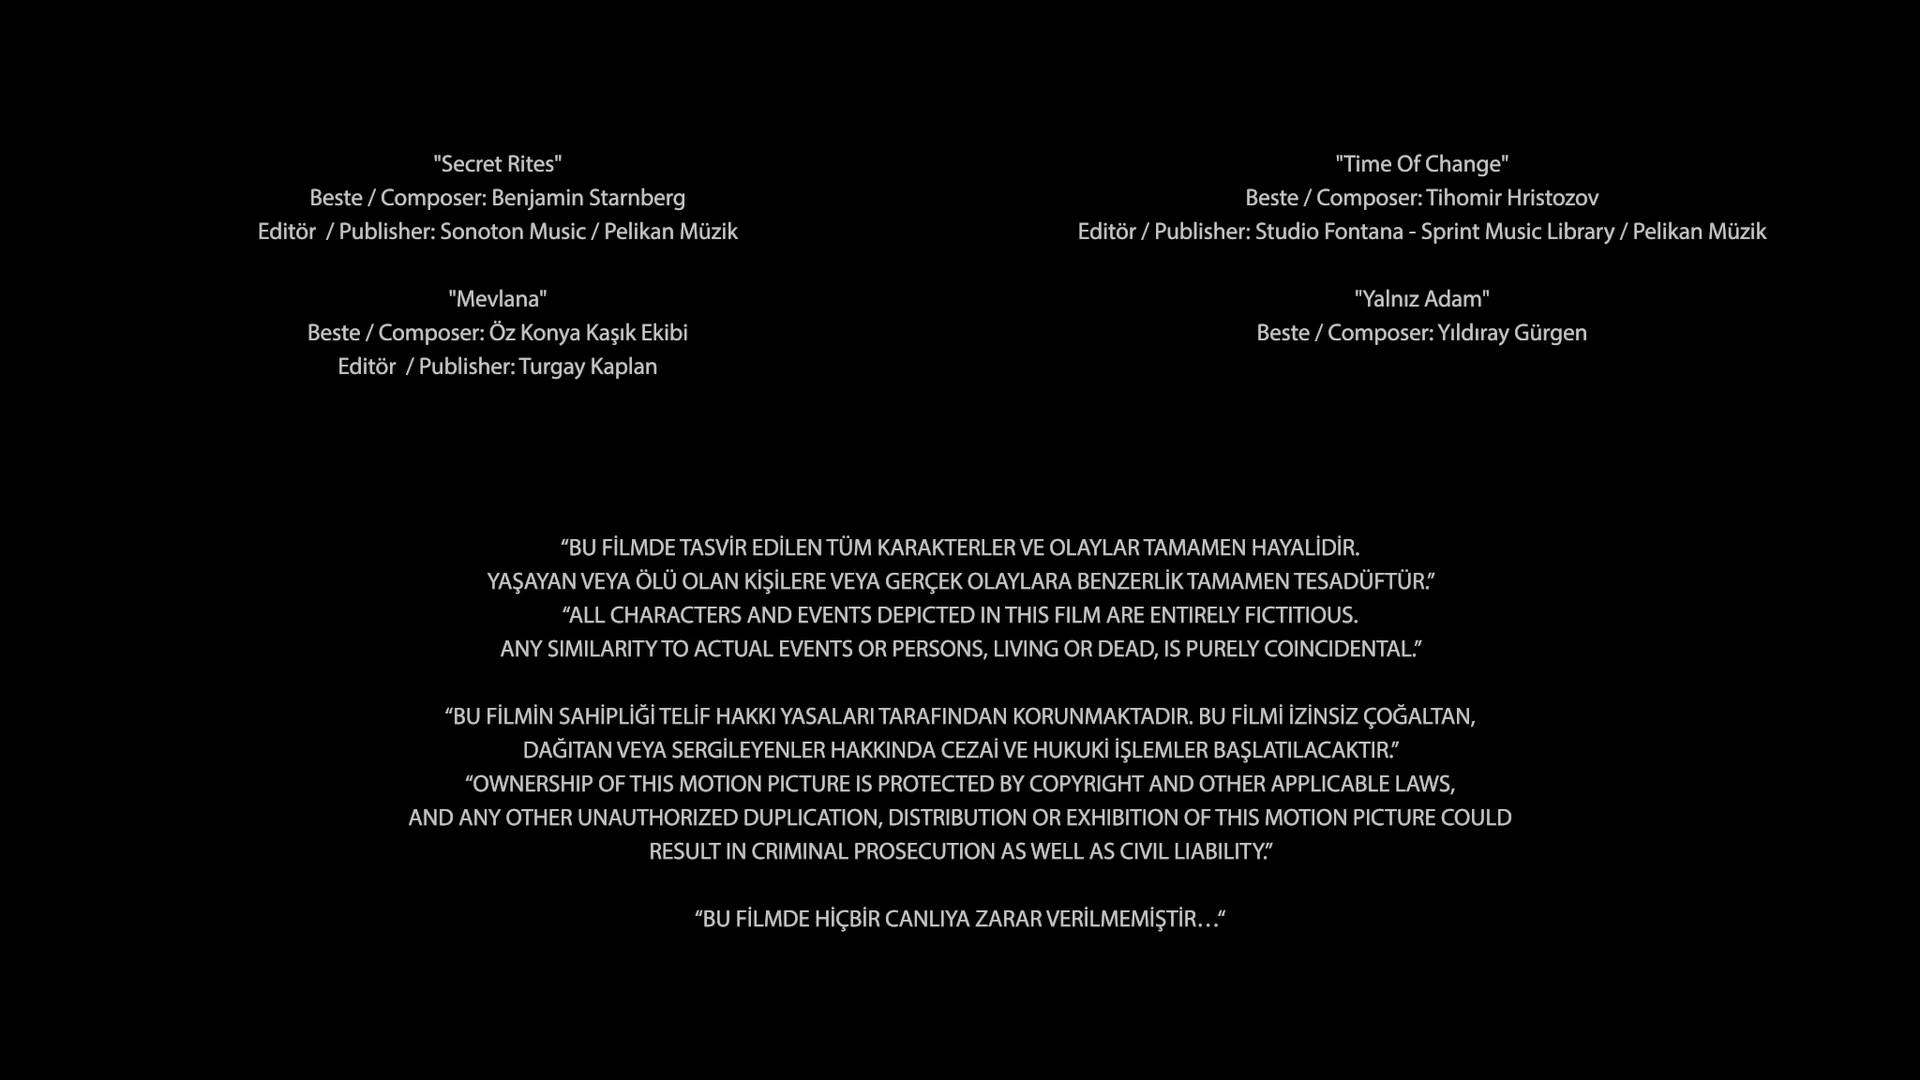 "Secret Rites"
Beste / Composer: Benjamin Starnberg
Editör  / Publisher: Sonoton Music / Pelikan Müzik
"Mevlana"
Beste / Composer: Öz Konya Kaşık Ekibi
Editör  / Publisher: Turgay Kaplan
"Time Of Change"
Beste / Composer: Tihomir Hristozov
Editör / Publisher: Studio Fontana - Sprint Music Library / Pelikan Müzik
"Yalnız Adam"
Beste / Composer: Yıldıray Gürgen
“BU FİLMDE TASVİR EDİLEN TÜM KARAKTERLER VE OLAYLAR TAMAMEN HAYALİDİR.
YAŞAYAN VEYA ÖLÜ OLAN KİŞİLERE VEYA GERÇEK OLAYLARA BENZERLİK TAMAMEN TESADÜFTÜR.”
“ALL CHARACTERS AND EVENTS DEPICTED IN THIS FILM ARE ENTIRELY FICTITIOUS.
ANY SIMILARITY TO ACTUAL EVENTS OR PERSONS, LIVING OR DEAD, IS PURELY COINCIDENTAL.”
“BU FİLMİN SAHİPLİĞİ TELİF HAKKI YASALARI TARAFINDAN KORUNMAKTADIR. BU FİLMİ İZİNSİZ ÇOĞALTAN,
DAĞITAN VEYA SERGİLEYENLER HAKKINDA CEZAİ VE HUKUKİ İŞLEMLER BAŞLATILACAKTIR.”
“OWNERSHIP OF THIS MOTION PICTURE IS PROTECTED BY COPYRIGHT AND OTHER APPLICABLE LAWS,
AND ANY OTHER UNAUTHORIZED DUPLICATION, DISTRIBUTION OR EXHIBITION OF THIS MOTION PICTURE COULD
RESULT IN CRIMINAL PROSECUTION AS WELL AS CIVIL LIABILITY.”
“BU FİLMDE HİÇBİR CANLIYA ZARAR VERİLMEMİŞTİR…“